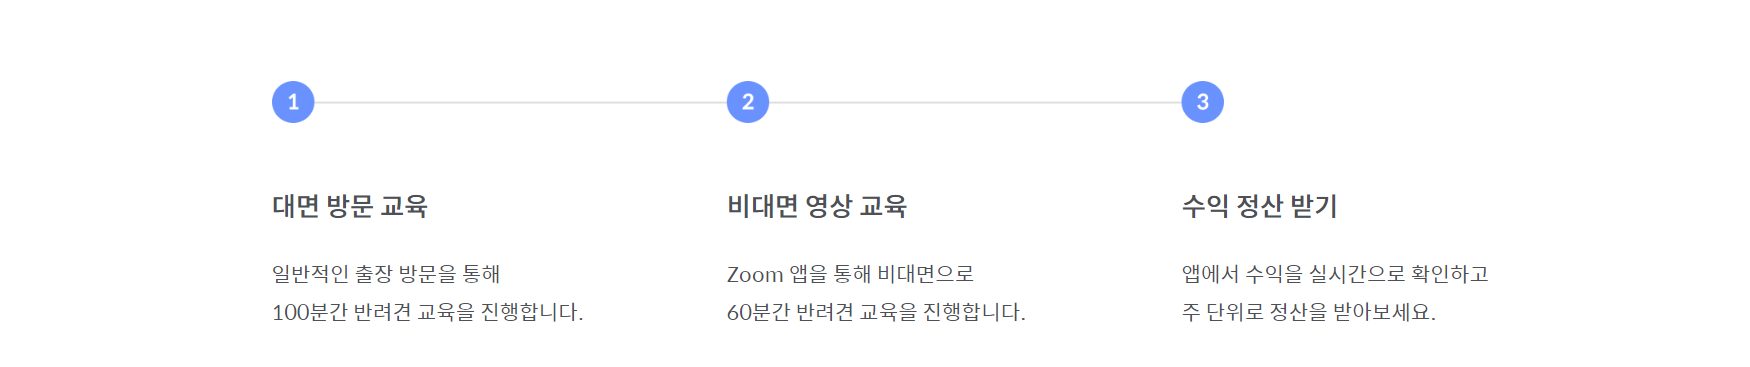 1
2
3
대면 방문 교육
일반적인 출장 방문을 통해
100분간 반려견 교육을 진행합니다.
비대면 영상 교육
Zoom 앱을 통해 비대면으로
60분간 반려견 교육을 진행합니다.
수익 정산 받기
앱에서 수익을 실시간으로 확인하고
주 단위로 정산을 받아보세요.